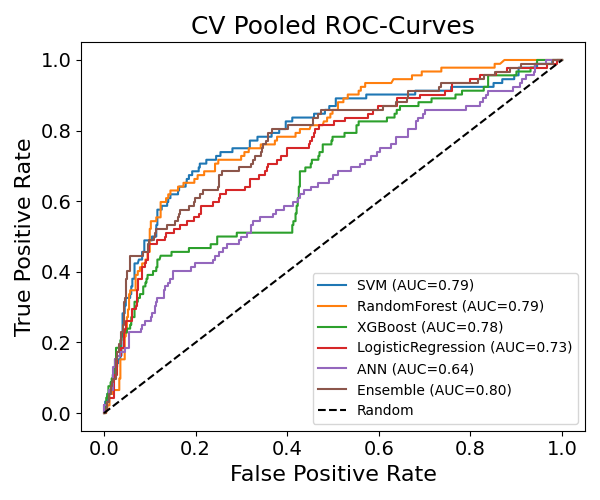 CV Pooled ROC-Curves
True Positive Rate
1.0
0.8
0.6
0.4
0.2
0.0
SVM (AUC=0.79)
RandomForest (AUC=0.79)
XGBoost (AUC=0.78)
LogisticRegression (AUC=0.73)
ANN (AUC=0.64)
Ensemble (AUC=0.80)
Random
0.0 0.2 0.4 0.6 0.8 1.0
False Positive Rate